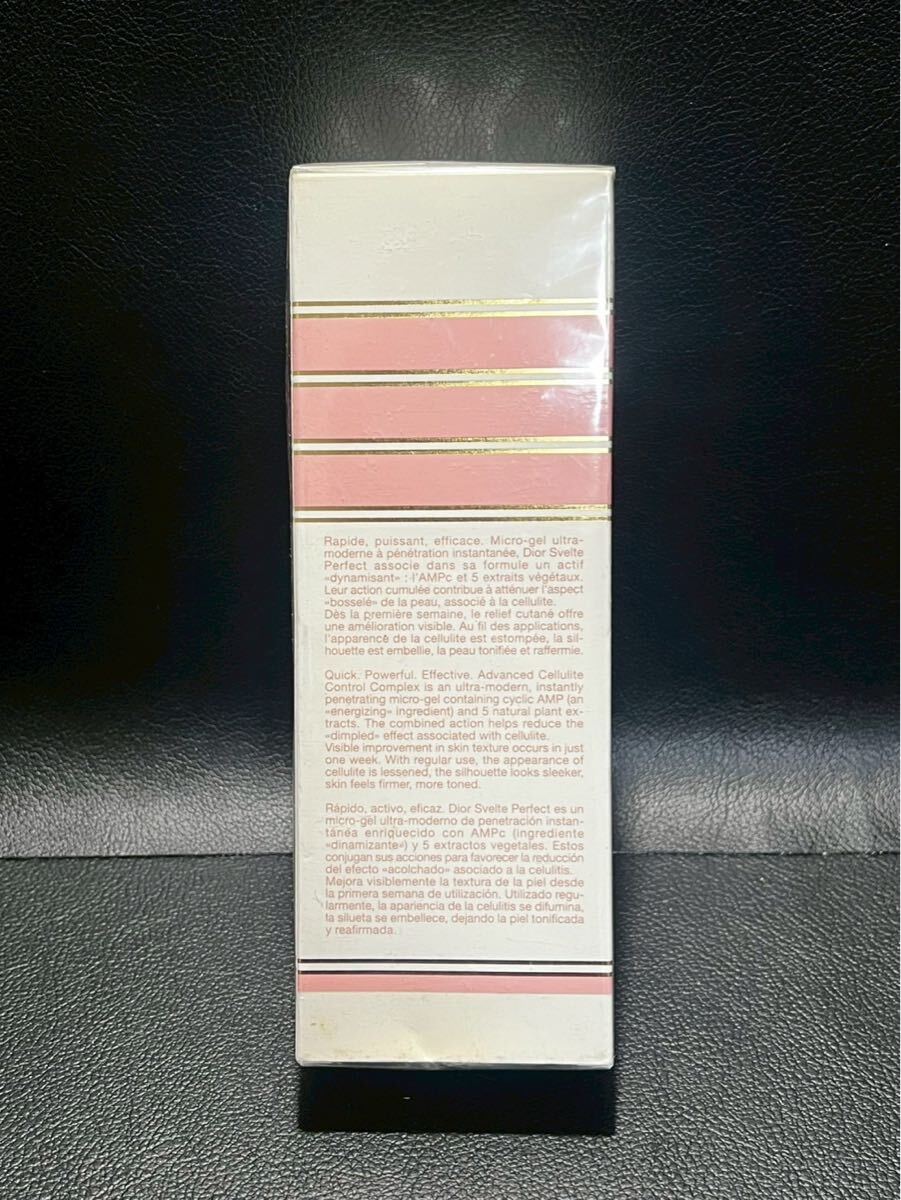 Rapide, puissant, efficace. Micro-gel ultra-
moderne à pénétration instantanée, Dior Svelte
Perfect associe dans sa formule un actif
«dynamisant» : l'AMPc et 5 extraits végétaux.
Leur action cumulée contribue à atténuer l'aspect
«bosselé» de la peau, associé à la cellulite.
Dès la première semaine, le relief cutané offre
une amélioration visible. Au fil des applications,
l'apparence de la cellulite est estompée, la sil-
houette est embellie, la peau tonifiée et raffermie.
Quick. Powerful. Effective. Advanced Cellulite
Control Complex is an ultra-modern, instantly
penetrating micro-gel containing cyclic AMP (an
«energizing» ingredient) and 5 natural plant ex-
tracts. The combined action helps reduce the
«dimpled» effect associated with cellulite.
Visible improvement in skin texture occurs in just
one week. With regular use, the appearance of
cellulite is lessened, the silhouette looks sleeker,
skin feels firmer, more toned.
Rápido, activo, eficaz. Dior Svelte Perfect es un
micro-gel ultra-moderno de penetración instan-
tánea enriquecido con AMPc (ingrediente
«dinamizante») y 5 extractos vegetales. Estos
conjugan sus acciones para favorecer la reducción
del efecto «acolchado» asociado a la celulitis.
Mejora visiblemente la textura de la piel desde
la primera semana de utilización. Utilizado regu-
larmente, la apariencia de la celulitis se difumina,
la silueta se embellece, dejando la piel tonificada
y reafirmada.